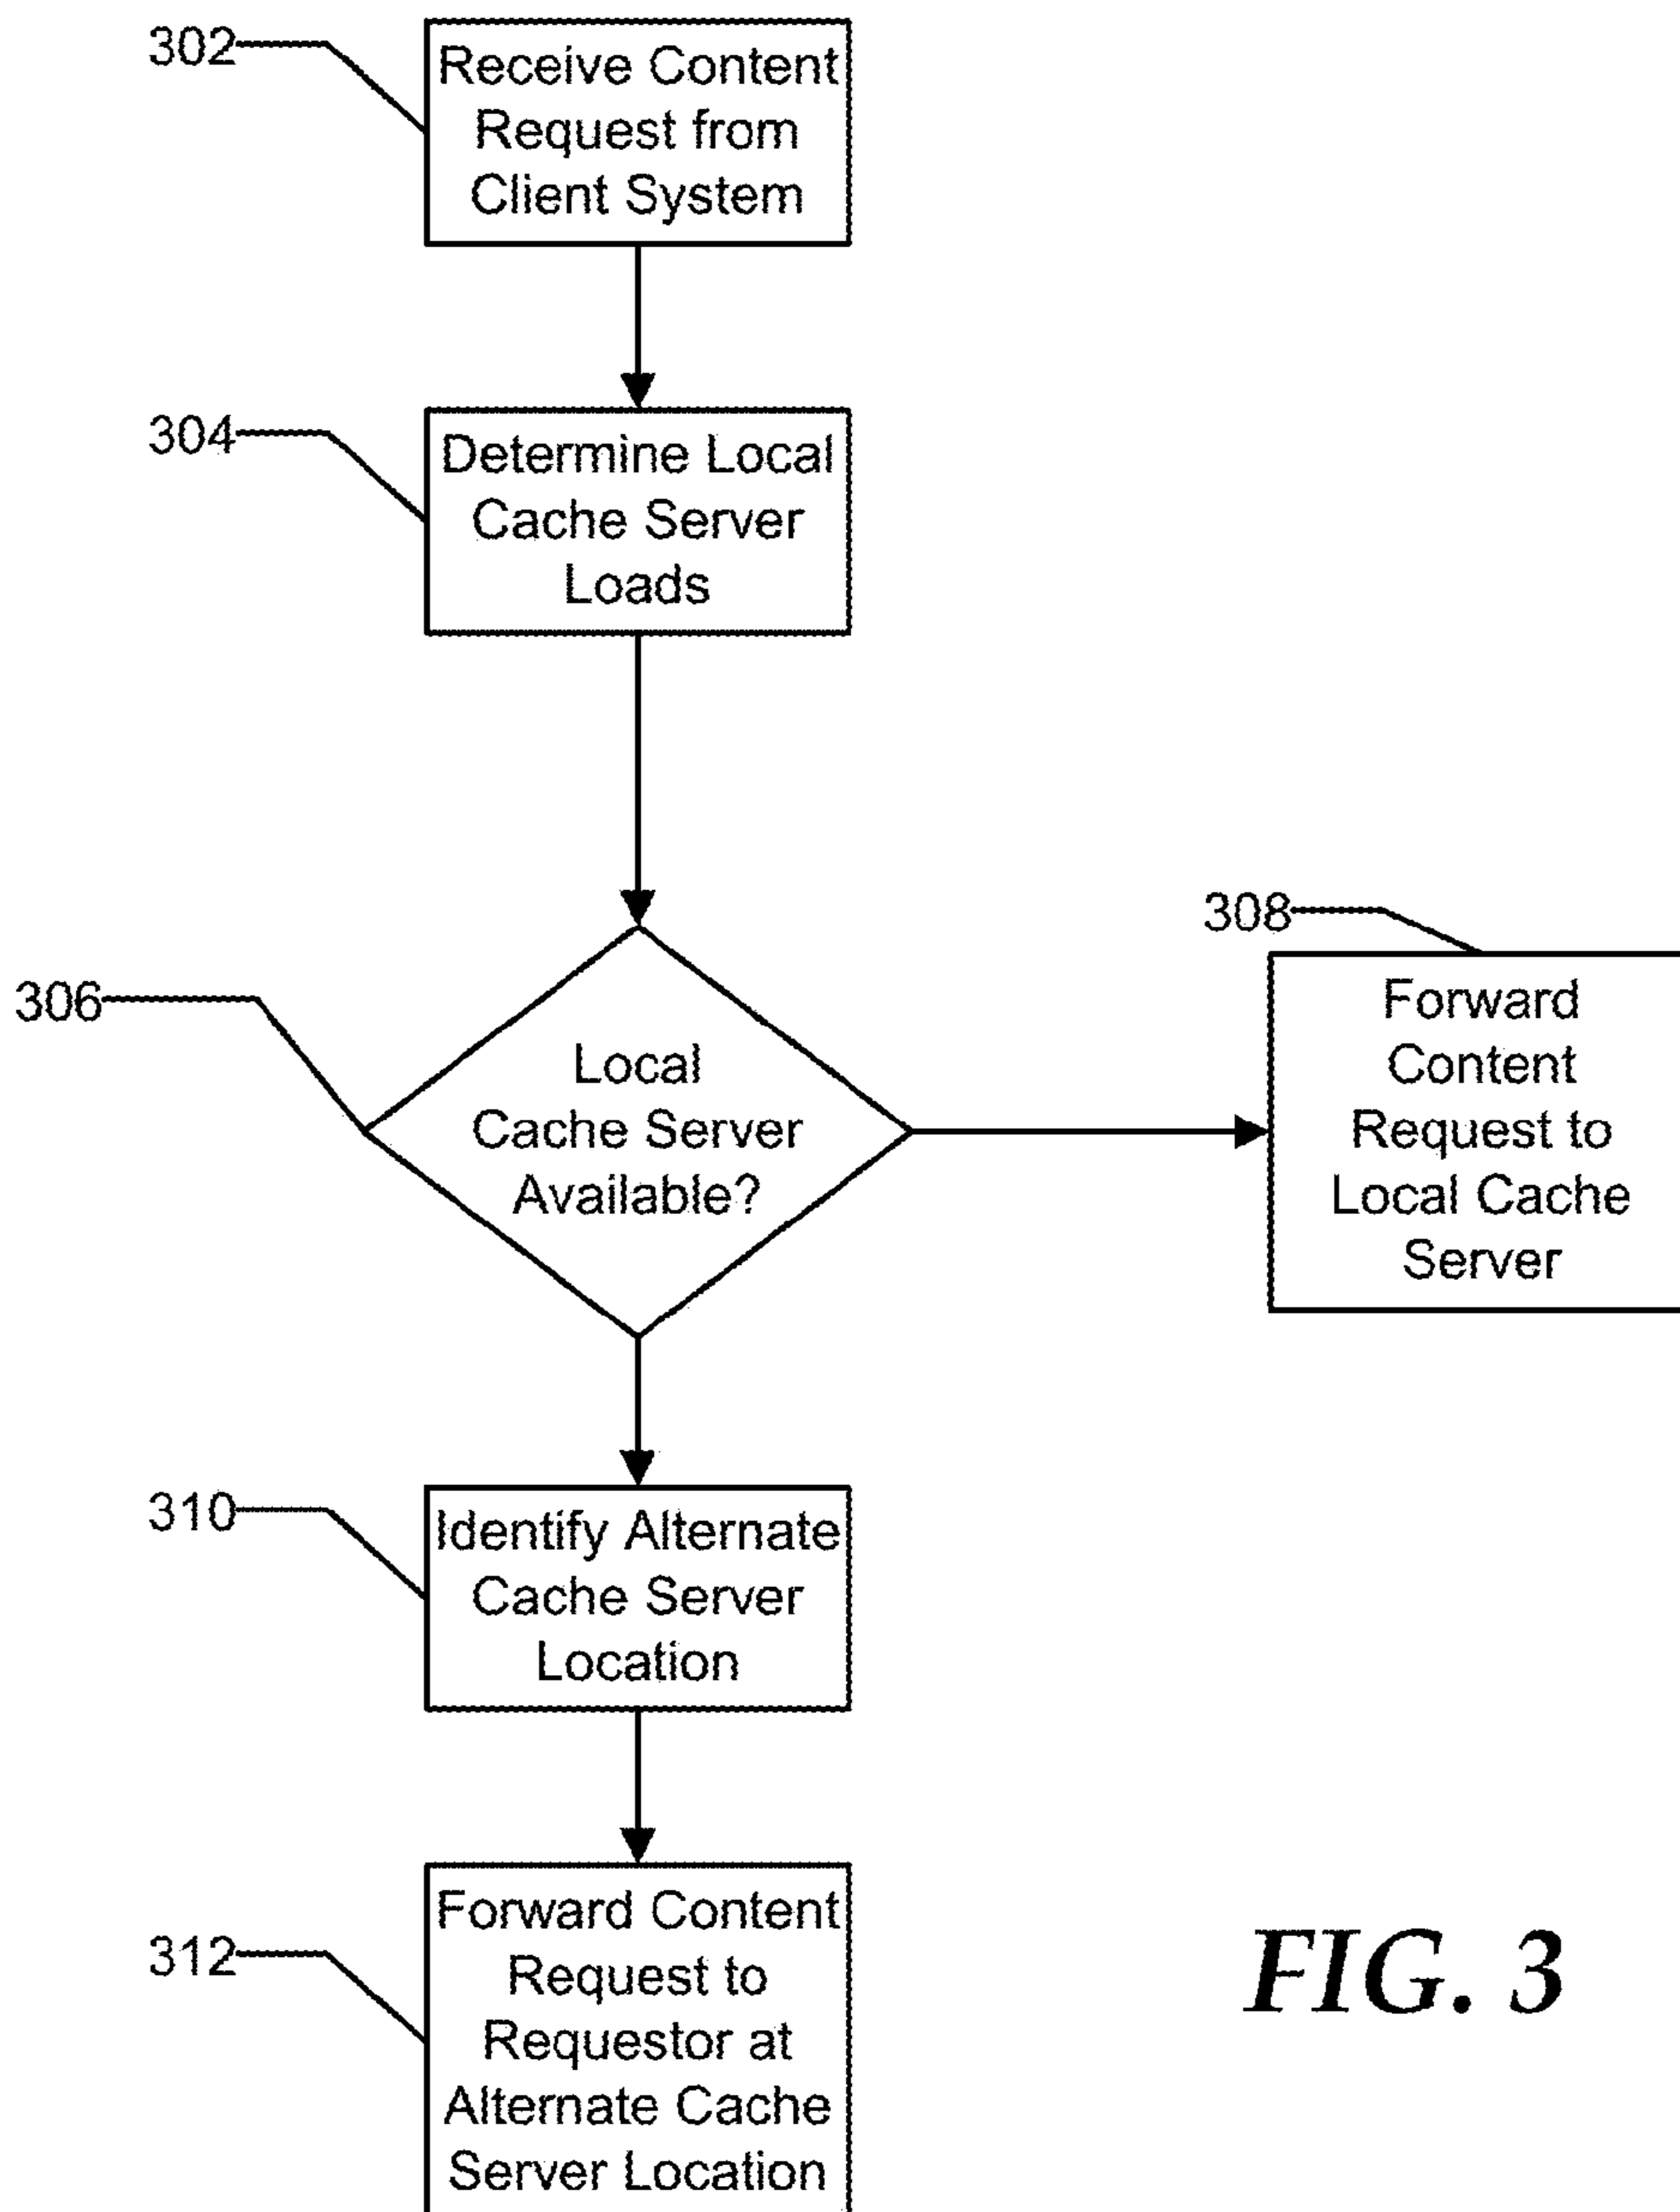 302
Receive Content
Request from
Client System
304
Determine Local
Cache Server
Loads
306
Local
Cache Server
Available?
308
Forward
Content
Request to
Local Cache
Server
310
Identify Alternate
Cache Server
Location
312
Forward Content
Request to
Requestor at
Alternate Cache
Server Location
FIG. 3